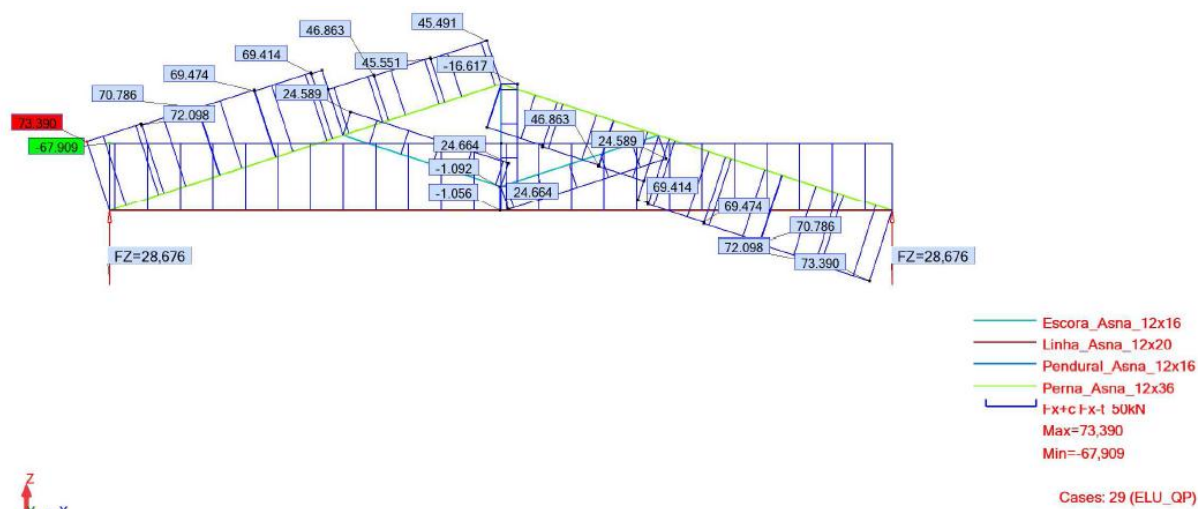 45.491
46.863
69.414
45.551
-16.617
69.474
70.786
24.589
72.098
73.390
46.863
-67.909
24.664
24.589
-1.092
69.414
24.664
-1.056
69.474
70.786
72.098
FZ=28,676
73.390
FZ=28,676
Escora_Asna_12x16
Linha_Asna_12x20
Pendural_Asna_12x16
Perna_Asna_12x36
Fx+c Fx-t 50kN
Max=73,390
Min=-67,909
Z
X
Cases: 29 (ELU_QP)